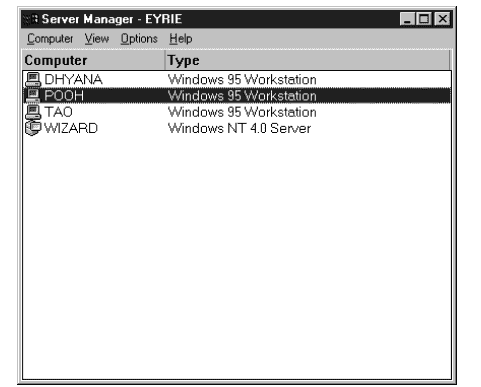 Server Manager - EYRIE
Computer View Options Help
Computer Type
DHYANA Windows 95 Workstation
POOH Windows 95 Workstation
TAO Windows 95 Workstation
WIZARD Windows NT 4.0 Server